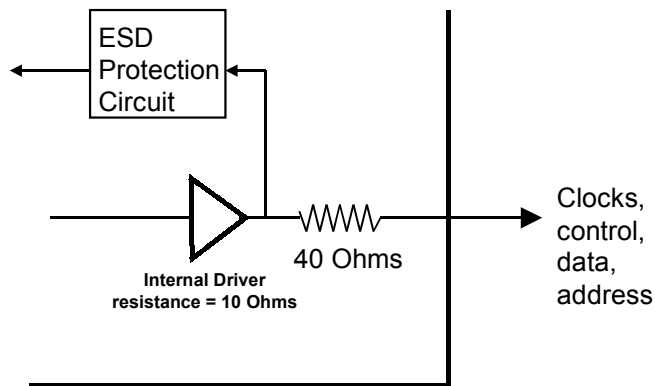 ESD
Protection
Circuit
40 Ohms
Internal Driver
resistance = 10 Ohms
Clocks,
control,
data,
address